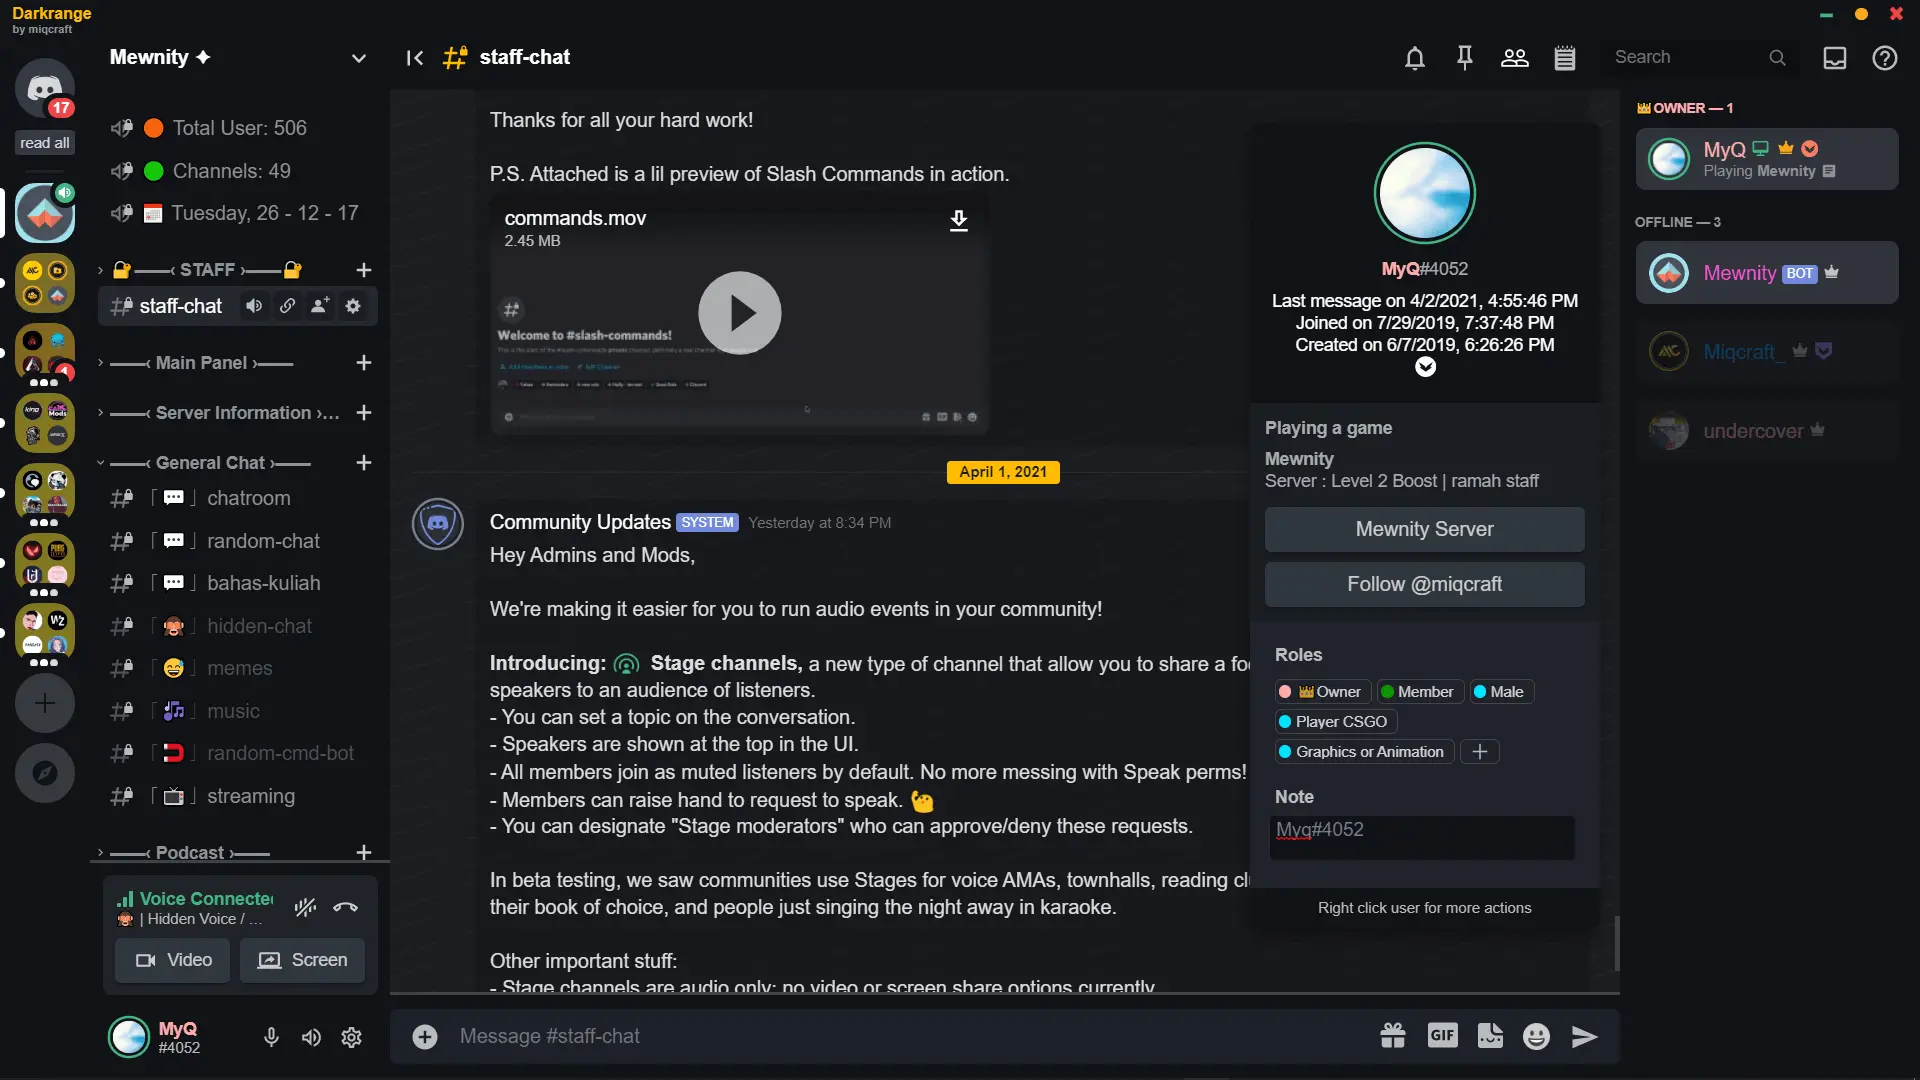 Darkrange
by miqcraft
17
read all
Mewnity ✦
Total User: 506
Channels: 49
Tuesday, 26 - 12 - 17
——‹ STAFF ›——
staff-chat
——‹ Main Panel ›——
——‹ Server Information ›...
——‹ General Chat ›——
「💬」chatroom
「💬」random-chat
「💬」bahas-kuliah
「🙈」hidden-chat
「😅」memes
「🎶」music
「🧲」random-cmd-bot
「📺」streaming
——‹ Podcast ›——
Voice Connected
| Hidden Voice / ...
Video
Screen
MyQ
#4052
staff-chat
Search
Thanks for all your hard work!
P.S. Attached is a lil preview of Slash Commands in action.
commands.mov
2.45 MB
Welcome to #slash-commands!
April 1, 2021
Community Updates SYSTEM Yesterday at 8:34 PM
Hey Admins and Mods,
We're making it easier for you to run audio events in your community!
Introducing: Stage channels, a new type of channel that allow you to share a fo
speakers to an audience of listeners.
- You can set a topic on the conversation.
- Speakers are shown at the top in the UI.
- All members join as muted listeners by default. No more messing with Speak perms!
- Members can raise hand to request to speak.
- You can designate "Stage moderators" who can approve/deny these requests.
In beta testing, we saw communities use Stages for voice AMAs, townhalls, reading cl
their book of choice, and people just singing the night away in karaoke.
Other important stuff:
- Stage channels are audio only; no video or screen share options currently
Message #staff-chat
GIF
MyQ#4052
Last message on 4/2/2021, 4:55:46 PM
Joined on 7/29/2019, 7:37:48 PM
Created on 6/7/2019, 6:26:26 PM
Playing a game
Mewnity
Server : Level 2 Boost | ramah staff
Mewnity Server
Follow @miqcraft
Roles
Owner
Member
Male
Player CSGO
Graphics or Animation
Note
Myq#4052
Right click user for more actions
OWNER — 1
MyQ
Playing Mewnity
OFFLINE — 3
Mewnity BOT
Miqcraft_
undercover